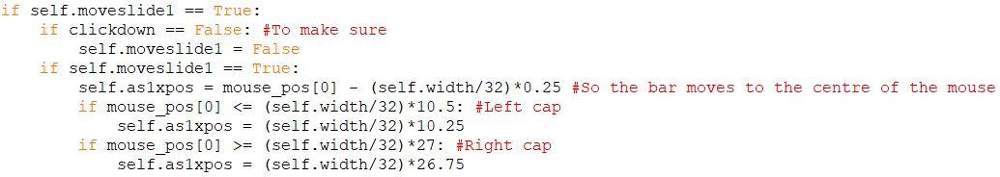 if self.moveslide1 == True:
    if clickdown == False: #To make sure
        self.moveslide1 = False
    if self.moveslide1 == True:
        self.as1xpos = mouse_pos[0] - (self.width/32)*0.25 #So the bar moves to the centre of the mouse
        if mouse_pos[0] <= (self.width/32)*10.5: #Left cap
            self.as1xpos = (self.width/32)*10.25
        if mouse_pos[0] >= (self.width/32)*27: #Right cap
            self.as1xpos = (self.width/32)*26.75